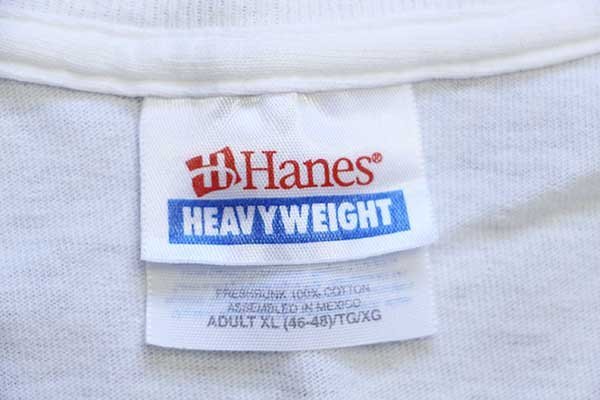 Hanes®
HEAVYWEIGHT
PRESHRUNK 100% COTTON
ASSEMBLED IN MEXICO
ADULT XL (46-48)/TG/XG